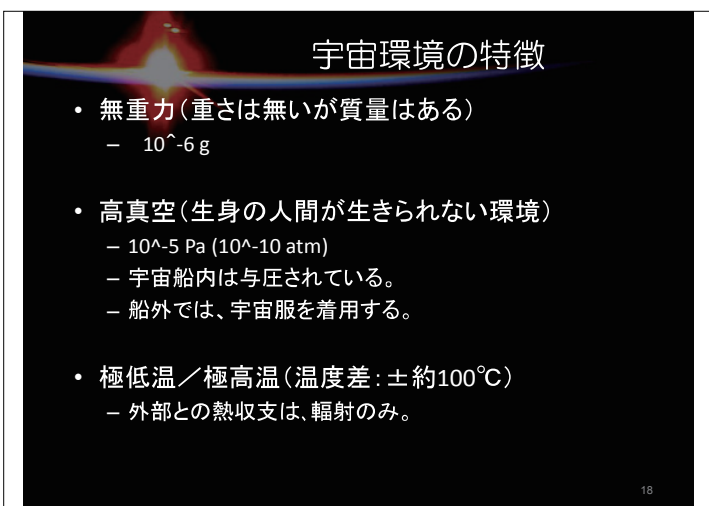 宇宙環境の特徴
• 無重力（重さは無いが質量はある）
– 10^-6 g
• 高真空（生身の人間が生きられない環境）
– 10^-5 Pa (10^-10 atm)
– 宇宙船内は与圧されている。
– 船外では、宇宙服を着用する。
• 極低温／極高温（温度差：±約100℃）
– 外部との熱収支は、輻射のみ。
18